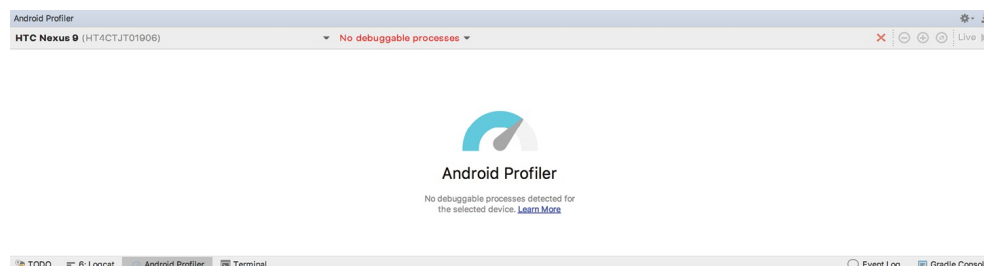 Android Profiler
HTC Nexus 9 (HT4CTJT01906) No debuggable processes Live
Android Profiler
No debuggable processes detected for
the selected device. Learn More
TODO 6: Logcat Android Profiler Terminal Event Log Gradle Consol